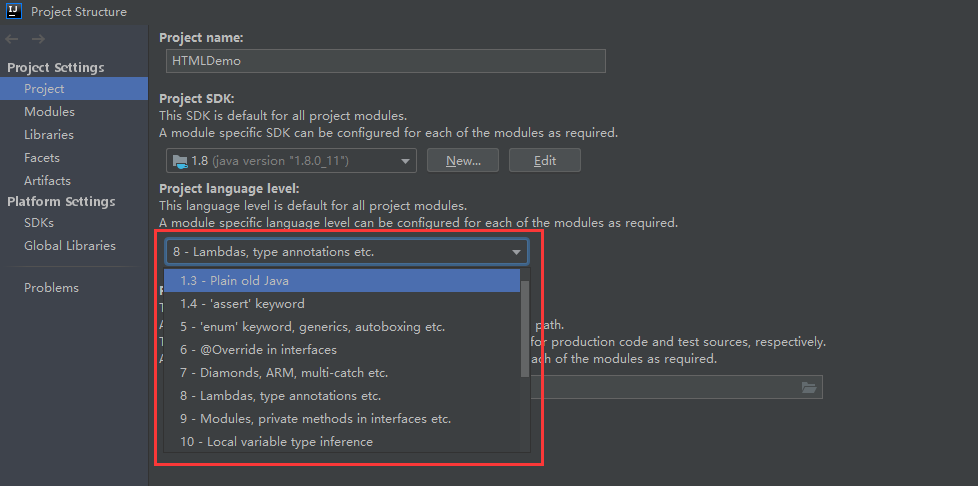 IJ
Project Structure
Project Settings
Project
Modules
Libraries
Facets
Artifacts
Platform Settings
SDKs
Global Libraries
Problems
Project name:
HTMLDemo
Project SDK:
This SDK is default for all project modules.
A module specific SDK can be configured for each of the modules as required.
1.8 (java version "1.8.0_11")
New...
Edit
Project language level:
This language level is default for all project modules.
A module specific language level can be configured for each of the modules as required.
8 - Lambdas, type annotations etc.
1.3 - Plain old Java
1.4 - 'assert' keyword
5 - 'enum' keyword, generics, autoboxing etc.
6 - @Override in interfaces
7 - Diamonds, ARM, multi-catch etc.
8 - Lambdas, type annotations etc.
9 - Modules, private methods in interfaces etc.
10 - Local variable type inference
path.
for production code and test sources, respectively.
ach of the modules as required.